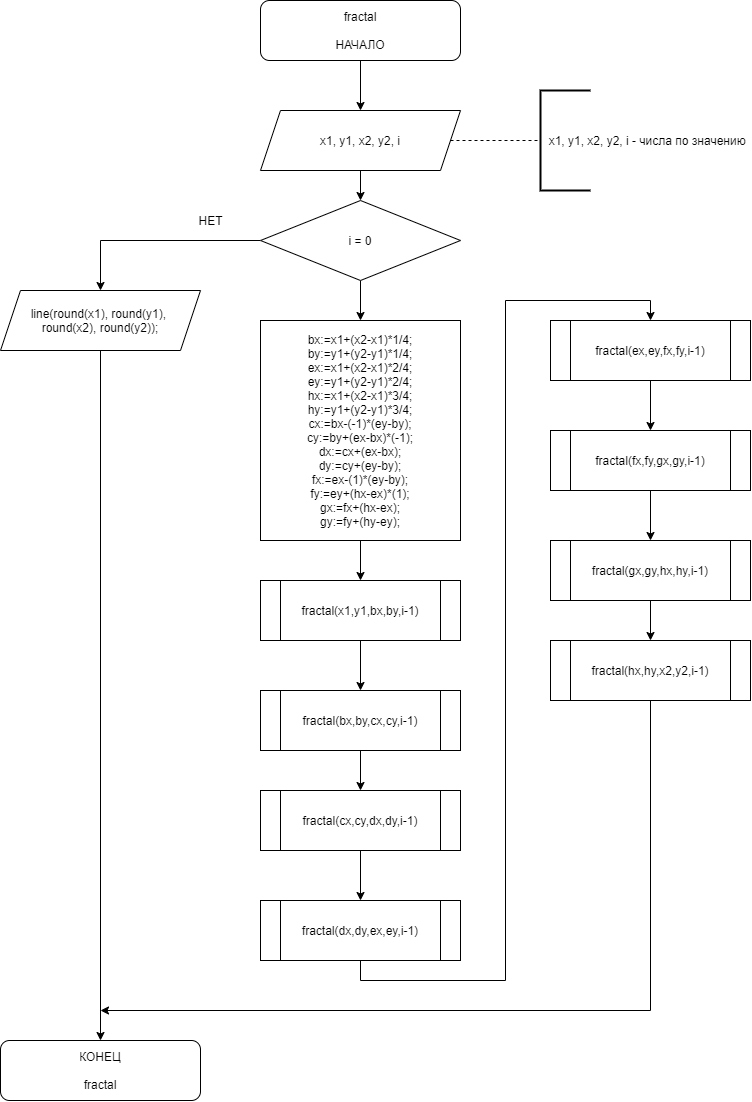 fractal
НАЧАЛО
x1, y1, x2, y2, i
x1, y1, x2, y2, i - числа по значению
i = 0
НЕТ
line(round(x1), round(y1),
round(x2), round(y2));
bx:=x1+(x2-x1)*1/4;
by:=y1+(y2-y1)*1/4;
ex:=x1+(x2-x1)*2/4;
ey:=y1+(y2-y1)*2/4;
hx:=x1+(x2-x1)*3/4;
hy:=y1+(y2-y1)*3/4;
cx:=bx-(-1)*(ey-by);
cy:=by+(ex-bx)*(-1);
dx:=cx+(ex-bx);
dy:=cy+(ey-by);
fx:=ex-(1)*(ey-by);
fy:=ey+(hx-ex)*(1);
gx:=fx+(hx-ex);
gy:=fy+(hy-ey);
fractal(x1,y1,bx,by,i-1)
fractal(bx,by,cx,cy,i-1)
fractal(cx,cy,dx,dy,i-1)
fractal(dx,dy,ex,ey,i-1)
fractal(ex,ey,fx,fy,i-1)
fractal(fx,fy,gx,gy,i-1)
fractal(gx,gy,hx,hy,i-1)
fractal(hx,hy,x2,y2,i-1)
КОНЕЦ
fractal